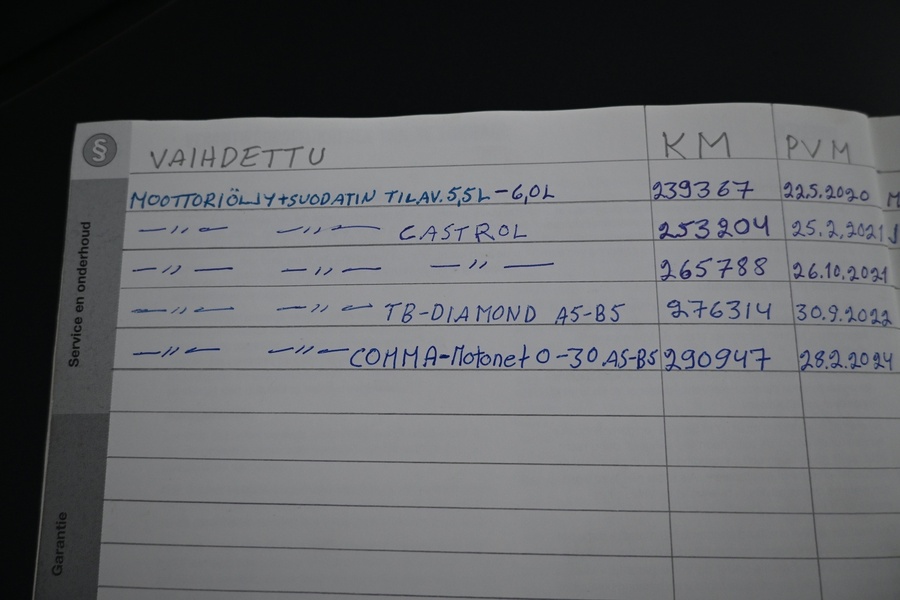 § VAIHDETTU KM PVM
MOOTTORIÖLJY+SUODATIN TILAV. 5,5L-6,0L 239367 22.5.2020 M
-"- -"- CASTROL 253204 25.2.2021 J
-"- -"- -"- 265788 26.10.2021
-"- -"- TB-DIAMOND A5-B5 276314 30.9.2022
-"- -"- COMMA-Motonet 0-30 A5-B5 290947 28.2.2024
Service en onderhoud
Garantie